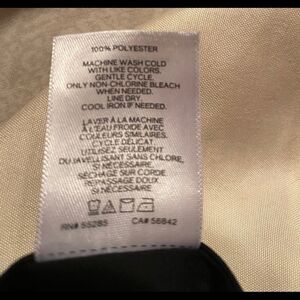 100% POLYESTER
MACHINE WASH COLD
WITH LIKE COLORS.
GENTLE CYCLE.
ONLY NON-CHLORINE BLEACH
WHEN NEEDED.
LINE DRY.
COOL IRON IF NEEDED.
LAVER À LA MACHINE
À L'EAU FROIDE AVEC
COULEURS SIMILAIRES.
CYCLE DÉLICAT.
UTILISEZ SEULEMENT
DU JAVELLISANT SANS CHLORE,
SI NÉCESSAIRE.
SÉCHAGE SUR CORDE.
REPASSAGE DOUX
SI NÉCESSAIRE.
RN# 55285 CA# 56842